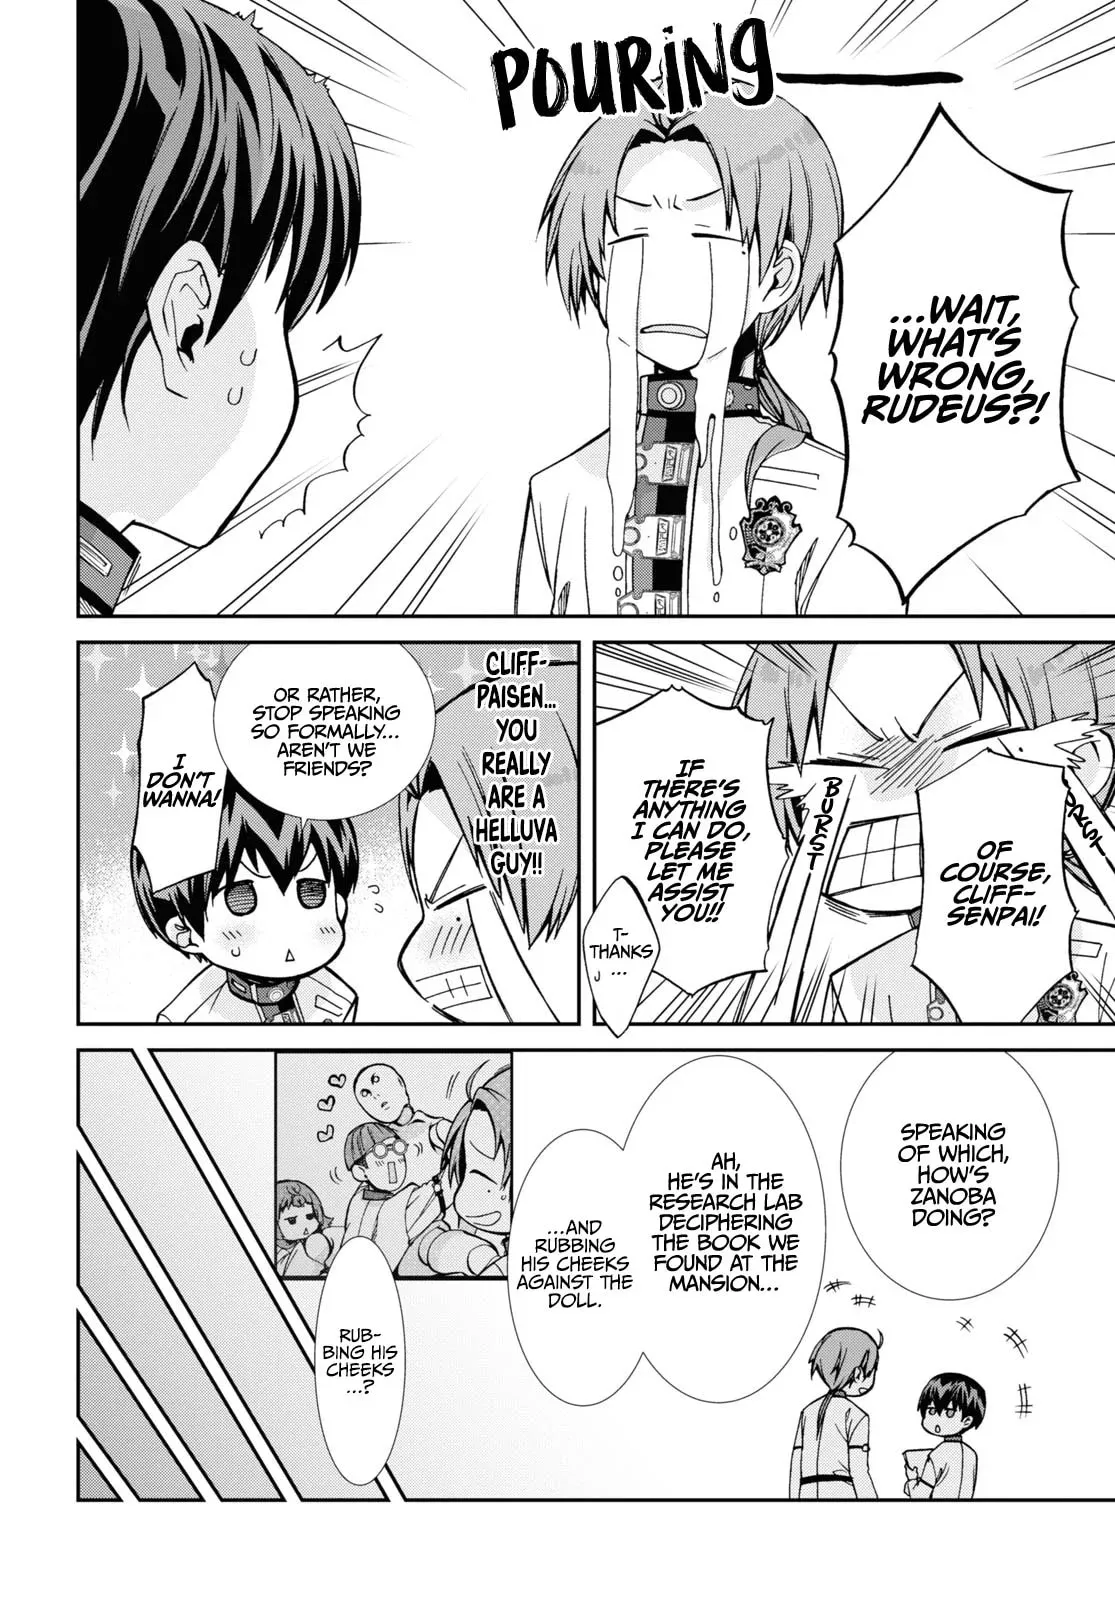 POURING
...WAIT,
WHAT'S
WRONG,
RUDEUS?!
OF
COURSE,
CLIFF-
SENPAI!
BURST
IF
THERE'S
ANYTHING
I CAN DO,
PLEASE
LET ME
ASSIST
YOU!!
T-
THANKS
...
CLIFF-
PAISEN...
YOU
REALLY
ARE A
HELLUVA
GUY!!
OR RATHER,
STOP SPEAKING
SO FORMALLY...
AREN'T WE
FRIENDS?
I
DON'T
WANNA!
SPEAKING
OF WHICH,
HOW'S
ZANOBA
DOING?
AH,
HE'S IN THE
RESEARCH LAB
DECIPHERING
THE BOOK WE
FOUND AT THE
MANSION...
...AND
RUBBING
HIS CHEEKS
AGAINST THE
DOLL.
RUB-
BING HIS
CHEEKS
...?